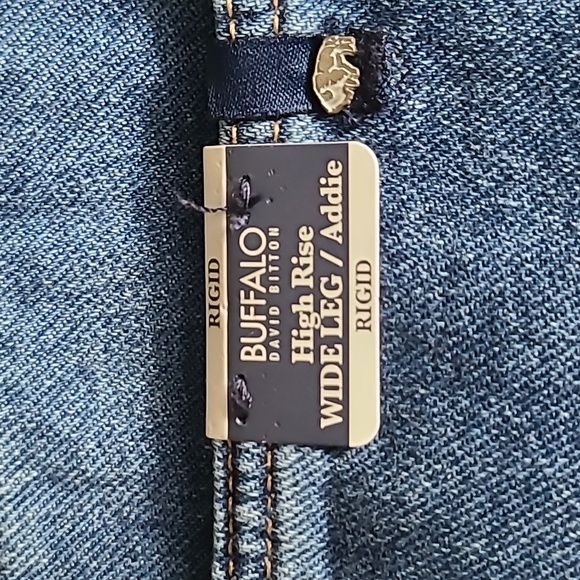 RIGID
BUFFALO
DAVID BITTON
High Rise
WIDE LEG / Addie
RIGID